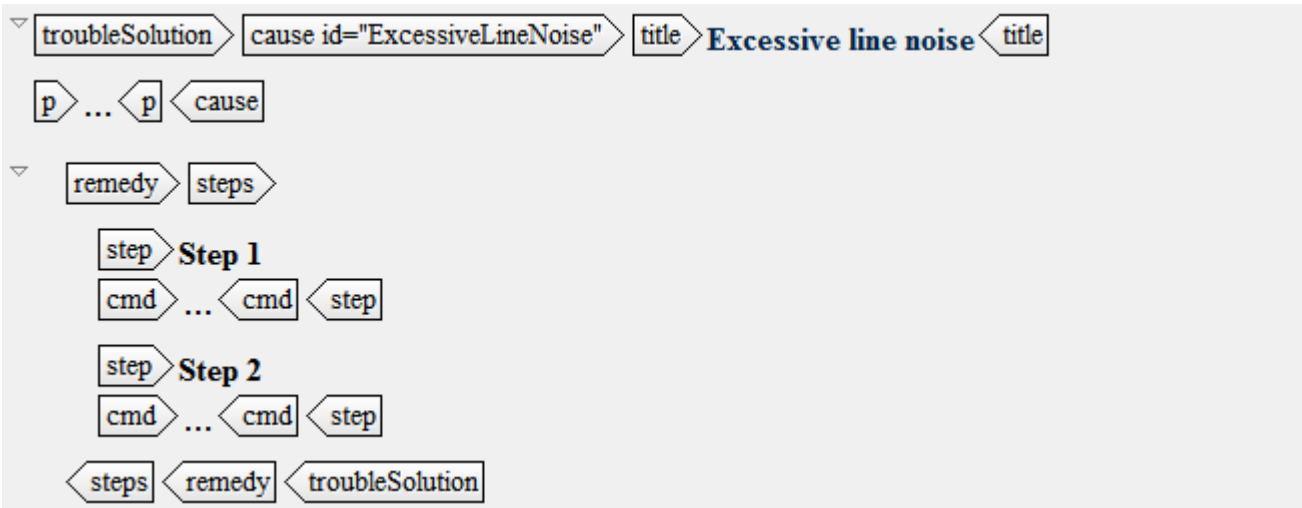 troubleSolution cause id="ExcessiveLineNoise" title Excessive line noise title
p ... p cause
remedy steps
step Step 1
cmd ... cmd step
step Step 2
cmd ... cmd step
steps remedy troubleSolution